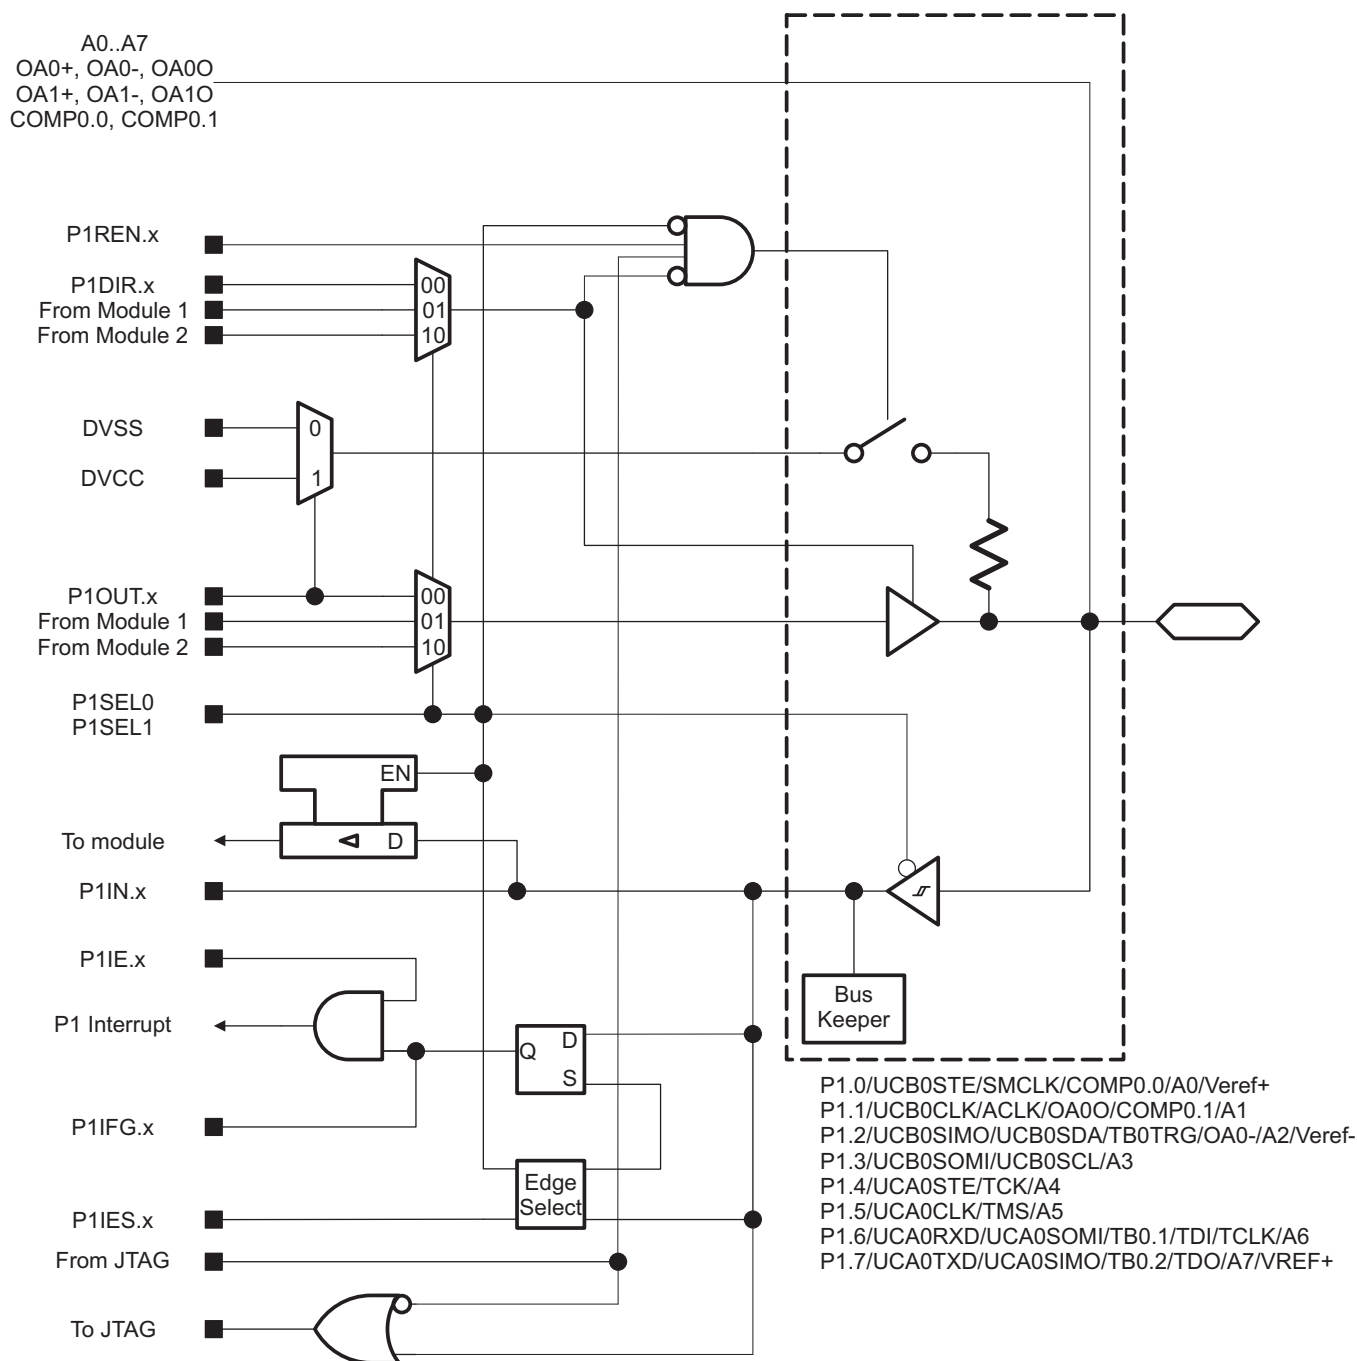 A0..A7
OA0+, OA0-, OA0O
OA1+, OA1-, OA1O
COMP0.0, COMP0.1
P1REN.x
P1DIR.x
From Module 1
From Module 2
00
01
10
DVSS
DVCC
0
1
P1OUT.x
From Module 1
From Module 2
00
01
10
P1SEL0
P1SEL1
EN
To module
D
P1IN.x
P1IE.x
Bus
Keeper
P1 Interrupt
Q
D
S
P1IFG.x
Edge
Select
P1IES.x
From JTAG
To JTAG
P1.0/UCB0STE/SMCLK/COMP0.0/A0/Veref+
P1.1/UCB0CLK/ACLK/OA0O/COMP0.1/A1
P1.2/UCB0SIMO/UCB0SDA/TB0TRG/OA0-/A2/Veref-
P1.3/UCB0SOMI/UCB0SCL/A3
P1.4/UCA0STE/TCK/A4
P1.5/UCA0CLK/TMS/A5
P1.6/UCA0RXD/UCA0SOMI/TB0.1/TDI/TCLK/A6
P1.7/UCA0TXD/UCA0SIMO/TB0.2/TDO/A7/VREF+